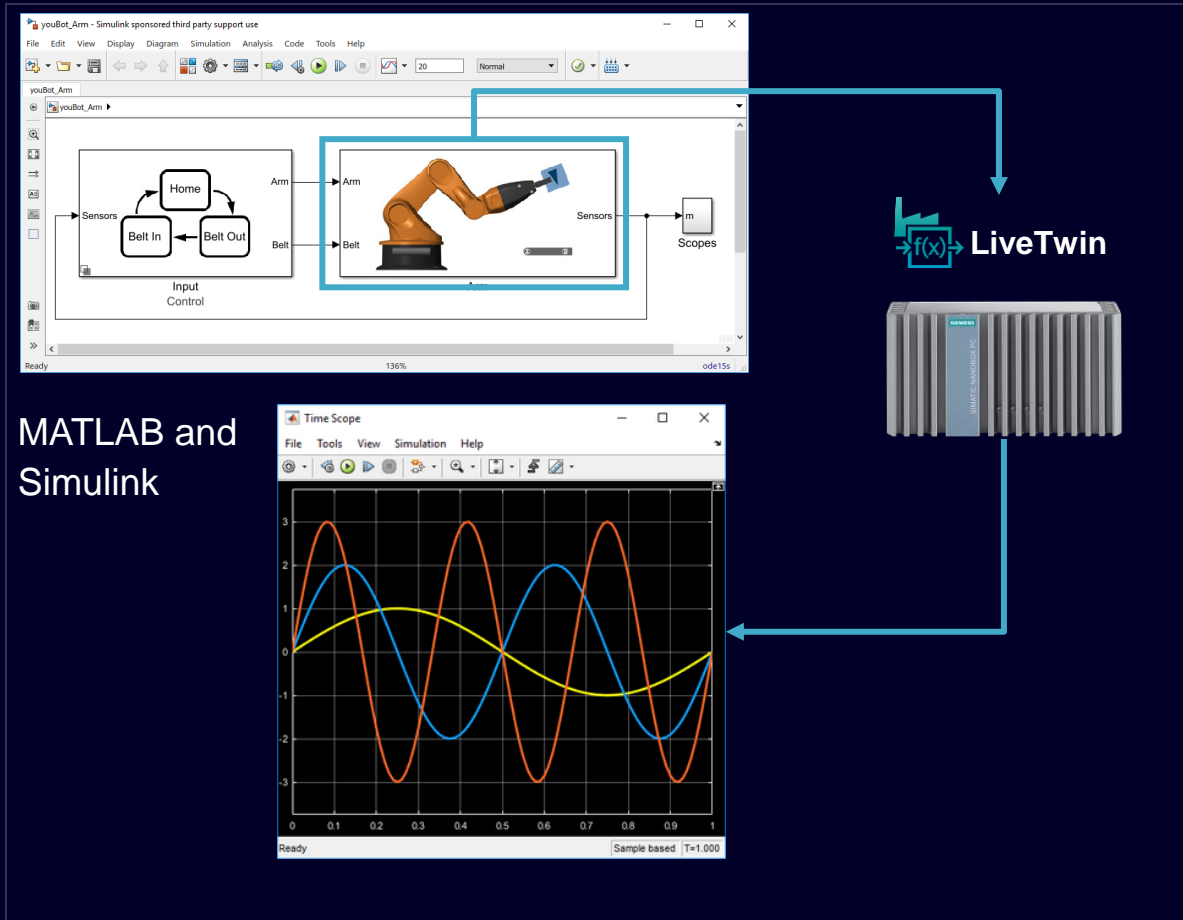 youBot_Arm - Simulink sponsored third party support use
File Edit View Display Diagram Simulation Analysis Code Tools Help
20 Normal
youBot_Arm
youBot_Arm
Home
Belt In
Belt Out
Sensors
Arm
Belt
Input
Control
Arm
Belt
Sensors
m
Scopes
Ready 136% ode15s
f(x) LiveTwin
SIEMENS
SIMATIC NANOBOX PC
MATLAB and
Simulink
Time Scope
File Tools View Simulation Help
3
2
1
0
-1
-2
-3
0 0.1 0.2 0.3 0.4 0.5 0.6 0.7 0.8 0.9 1
Ready Sample based T=1.000